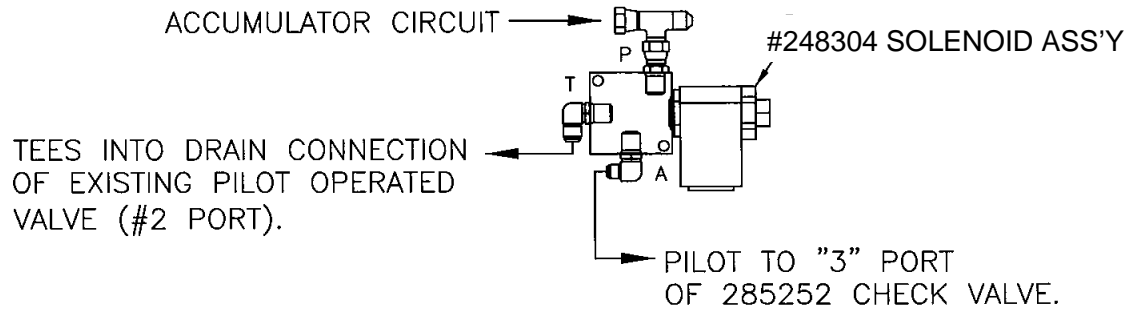 ACCUMULATOR CIRCUIT
#248304 SOLENOID ASS'Y
P
T
TEES INTO DRAIN CONNECTION
OF EXISTING PILOT OPERATED
VALVE (#2 PORT).
A
PILOT TO "3" PORT
OF 285252 CHECK VALVE.